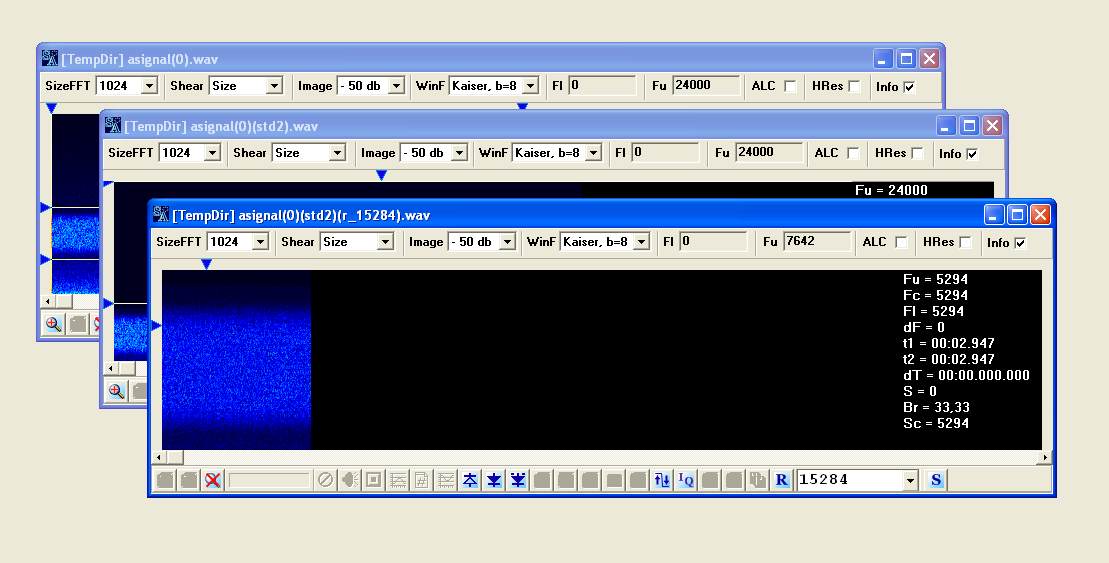 [TempDir] asignal(0).wav
SizeFFT 1024 Shear Size Image - 50 db WinF Kaiser, b=8 Fl 0 Fu 24000 ALC HRes Info
[TempDir] asignal(0)(std2).wav
SizeFFT 1024 Shear Size Image - 50 db WinF Kaiser, b=8 Fl 0 Fu 24000 ALC HRes Info
Fu = 24000
[TempDir] asignal(0)(std2)(r_15284).wav
SizeFFT 1024 Shear Size Image - 50 db WinF Kaiser, b=8 Fl 0 Fu 7642 ALC HRes Info
Fu = 5294
Fc = 5294
Fl = 5294
dF = 0
t1 = 00:02.947
t2 = 00:02.947
dT = 00:00.000.000
S = 0
Br = 33,33
Sc = 5294
IQ R 15284 S